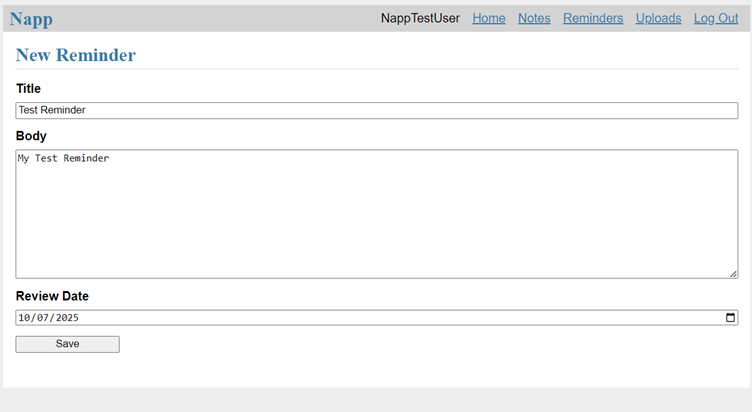 Napp NappTestUser Home Notes Reminders Uploads Log Out
New Reminder
Title
Test Reminder
Body
My Test Reminder
Review Date
10/07/2025
Save